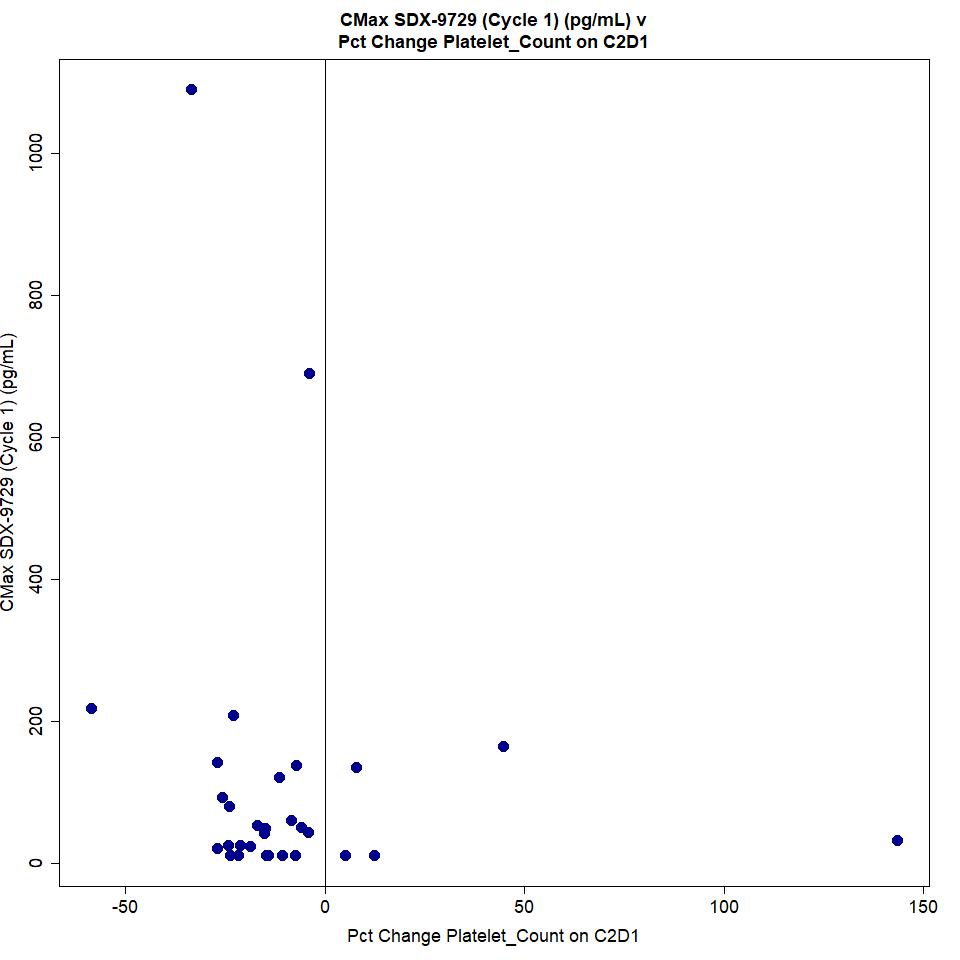 CMax SDX-9729 (Cycle 1) (pg/mL) v
Pct Change Platelet_Count on C2D1
CMax SDX-9729 (Cycle 1) (pg/mL)
1000
800
600
400
200
0
-50
0
50
100
150
Pct Change Platelet_Count on C2D1